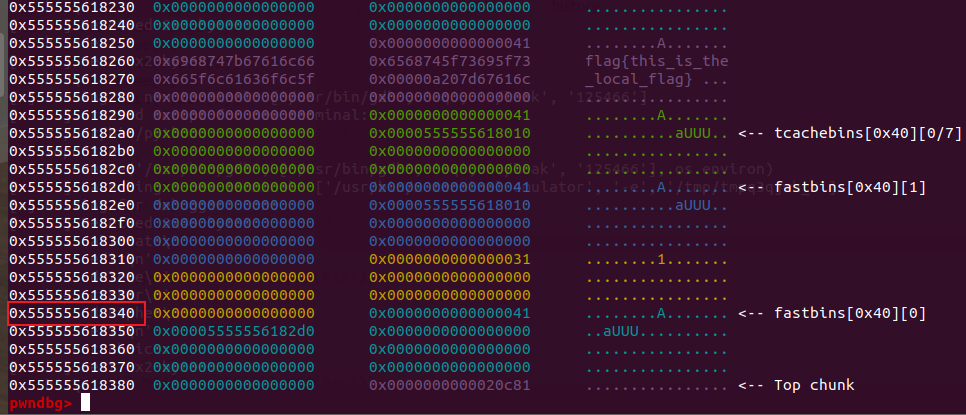 0x555555618230 0x0000000000000000 0x0000000000000000 ................
0x555555618240 0x0000000000000000 0x0000000000000000 ................
0x555555618250 0x0000000000000000 0x0000000000000041 ........A.......
0x555555618260 0x6968747b67616c66 0x6568745f73695f73 flag{this_is_the
0x555555618270 0x665f6c61636f6c5f 0x00000a207d67616c _local_flag} ...
0x555555618280 0x0000000000000000 0x0000000000000000 ................
0x555555618290 0x0000000000000000 0x0000000000000041 ........A.......
0x5555556182a0 0x0000000000000000 0x0000555555618010 ..........aUUU.. <-- tcachebins[0x40][0/7]
0x5555556182b0 0x0000000000000000 0x0000000000000000 ................
0x5555556182c0 0x0000000000000000 0x0000000000000000 ................
0x5555556182d0 0x0000000000000000 0x0000000000000041 ........A....... <-- fastbins[0x40][1]
0x5555556182e0 0x0000000000000000 0x0000555555618010 ..........aUUU..
0x5555556182f0 0x0000000000000000 0x0000000000000000 ................
0x555555618300 0x0000000000000000 0x0000000000000000 ................
0x555555618310 0x0000000000000000 0x0000000000000031 ........1.......
0x555555618320 0x0000000000000000 0x0000000000000000 ................
0x555555618330 0x0000000000000000 0x0000000000000000 ................
0x555555618340 0x0000000000000000 0x0000000000000041 ........A....... <-- fastbins[0x40][0]
0x555555618350 0x00005555556182d0 0x0000000000000000 ..aUUU..........
0x555555618360 0x0000000000000000 0x0000000000000000 ................
0x555555618370 0x0000000000000000 0x0000000000000000 ................
0x555555618380 0x0000000000000000 0x0000000000020c81 ................ <-- Top chunk
pwndbg>